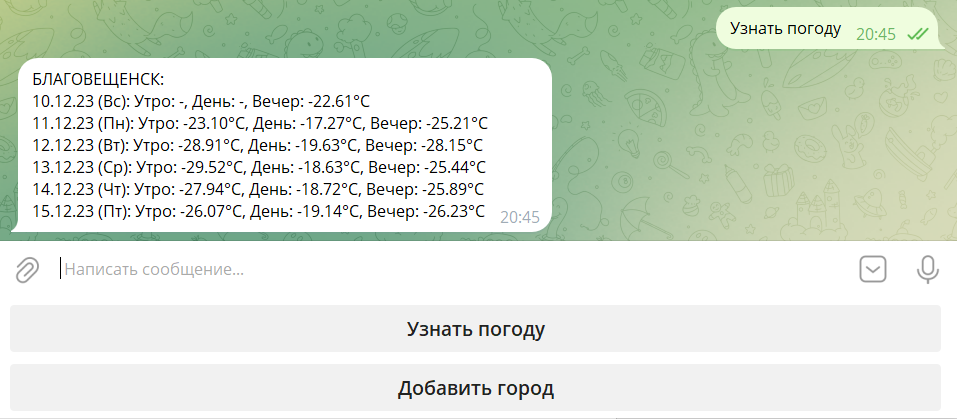 Узнать погоду 20:45
БЛАГОВЕЩЕНСК:
10.12.23 (Вс): Утро: -, День: -, Вечер: -22.61°C
11.12.23 (Пн): Утро: -23.10°C, День: -17.27°C, Вечер: -25.21°C
12.12.23 (Вт): Утро: -28.91°C, День: -19.63°C, Вечер: -28.15°C
13.12.23 (Ср): Утро: -29.52°C, День: -18.63°C, Вечер: -25.44°C
14.12.23 (Чт): Утро: -27.94°C, День: -18.72°C, Вечер: -25.89°C
15.12.23 (Пт): Утро: -26.07°C, День: -19.14°C, Вечер: -26.23°C 20:45
Написать сообщение...
Узнать погоду
Добавить город